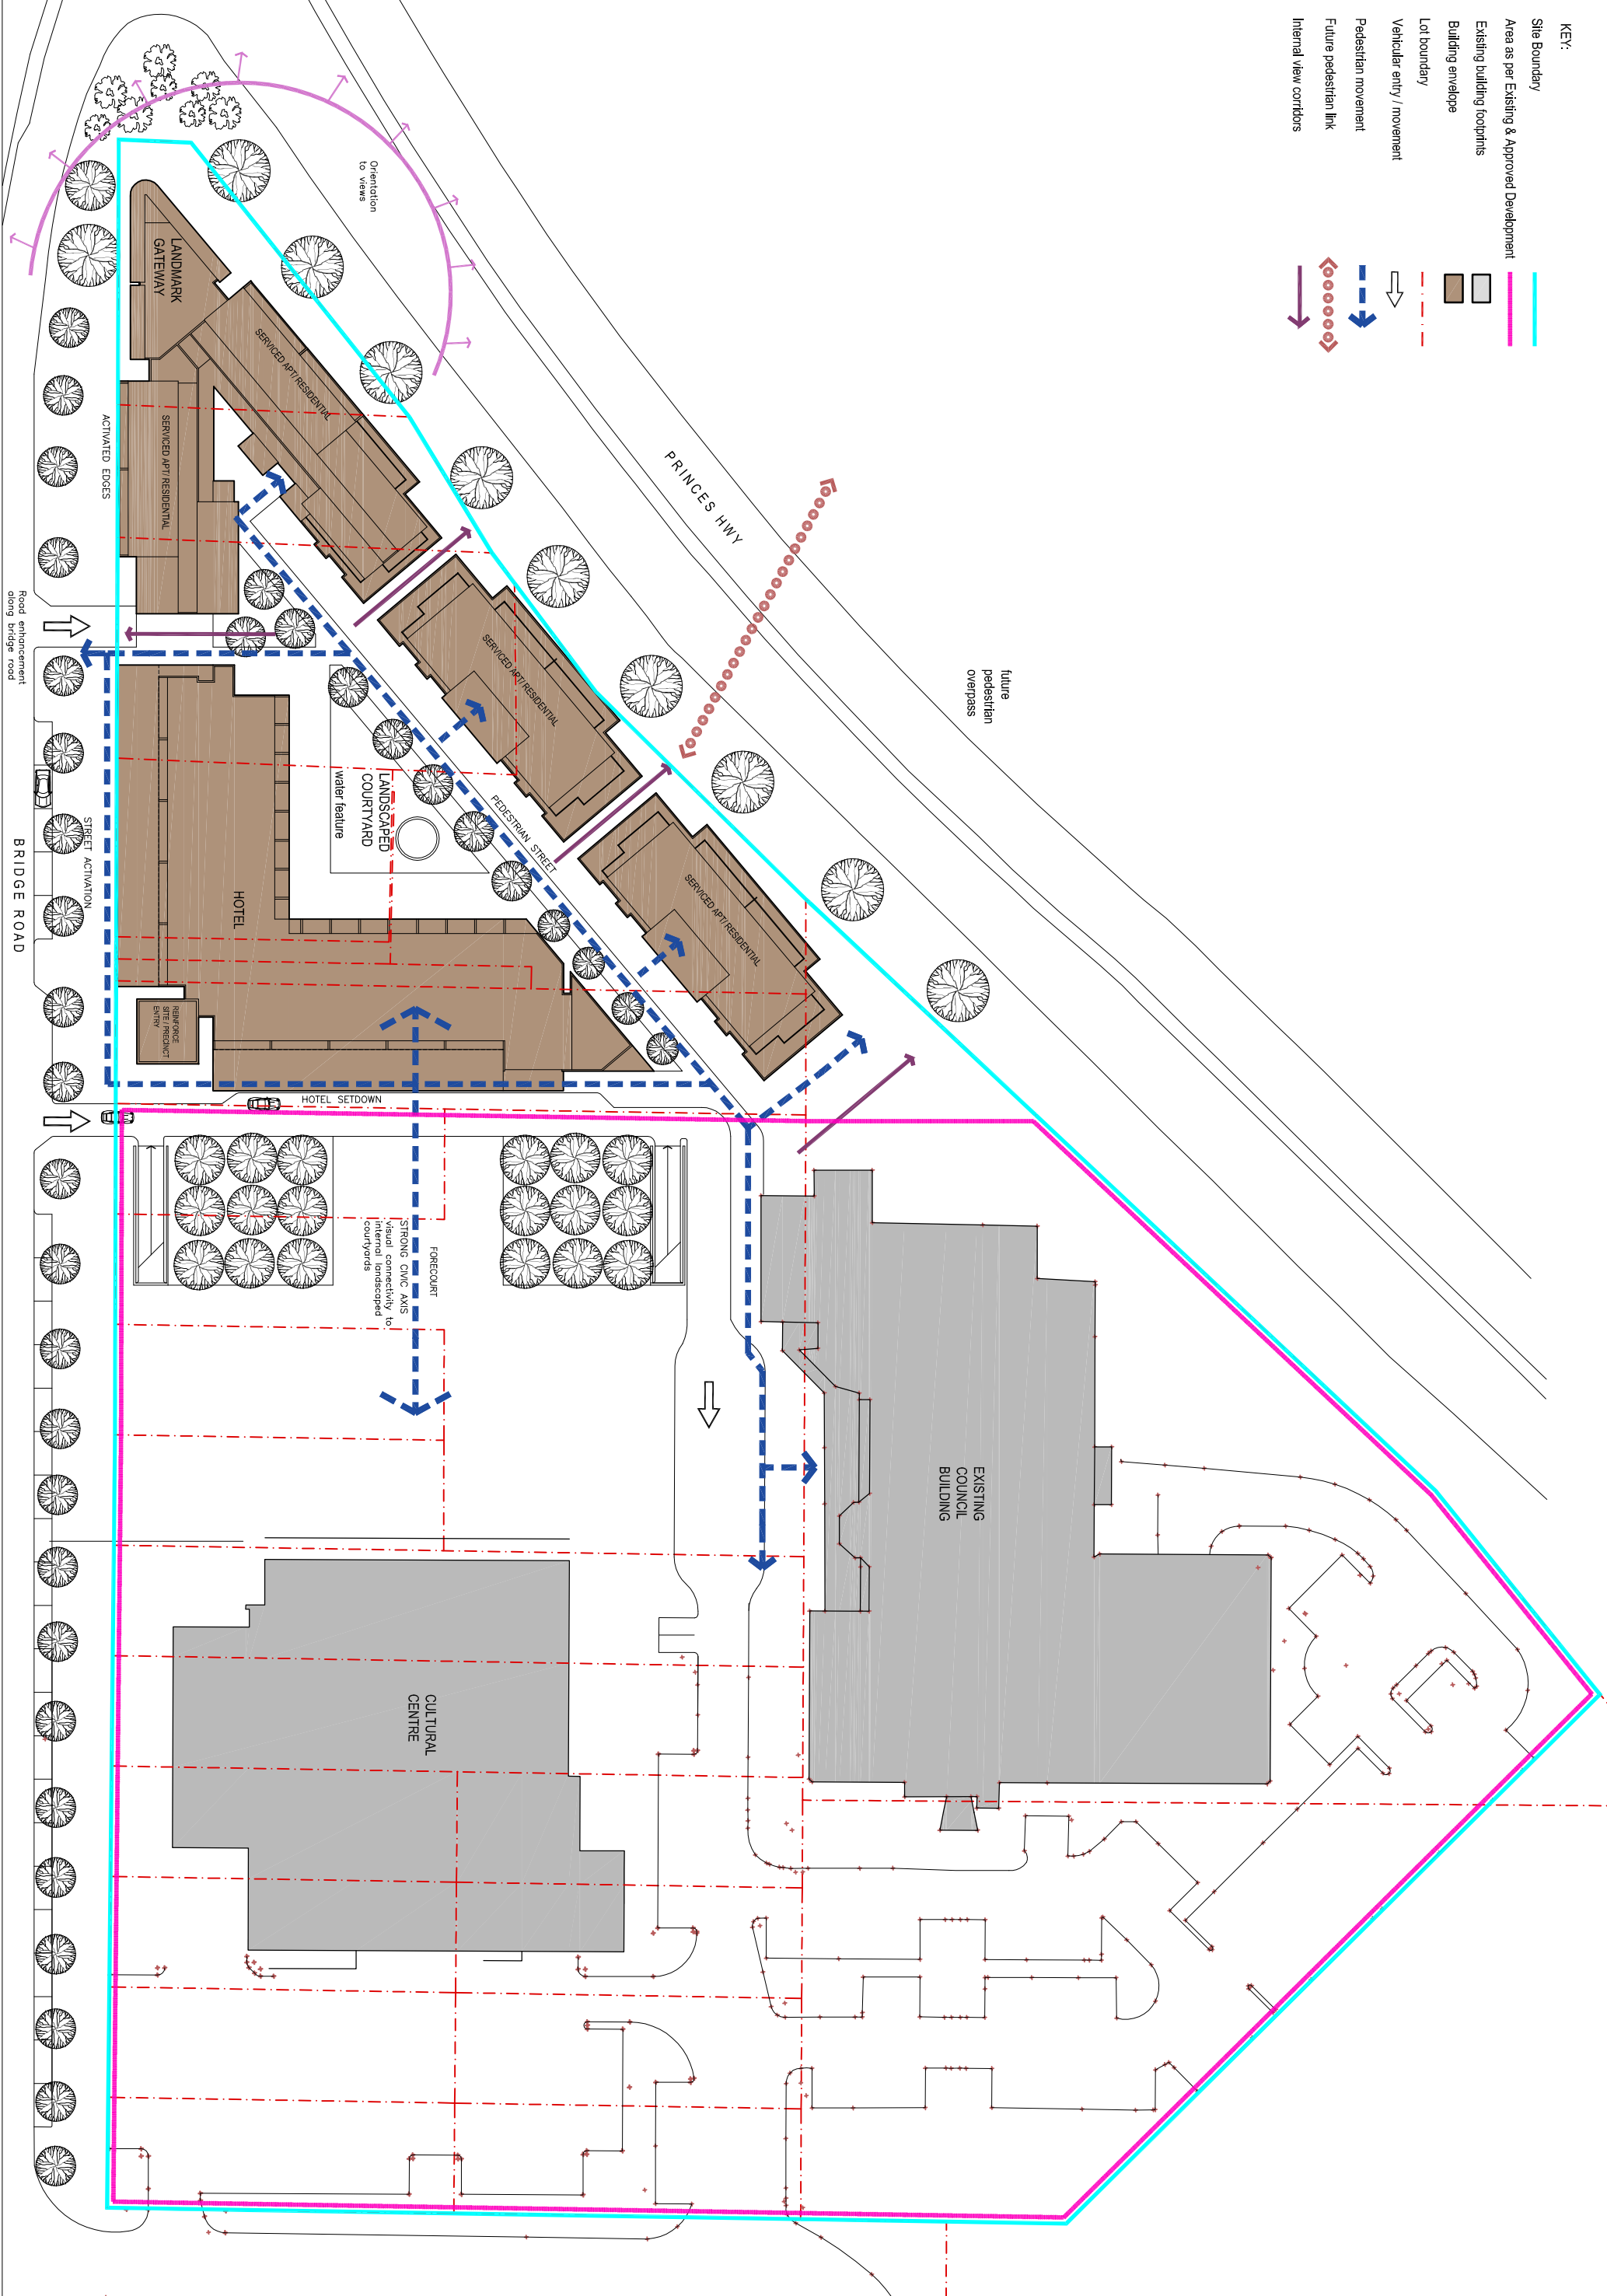 KEY:
Site Boundary
Area as per Existing & Approved Development
Existing building footprints
Building envelope
Lot boundary
Vehicular entry / movement
Pedestrian movement
Future pedestrian link
Internal view corridors
Orientation
to views
PRINCES HWY
future
pedestrian
overpass
LANDMARK
GATEWAY
SERVICED APT/RESIDENTIAL
SERVICED APT/RESIDENTIAL
SERVICED APT/RESIDENTIAL
SERVICED APT/RESIDENTIAL
ACTIVATED EDGES
Road enhancement
along bridge road
PEDESTRIAN STREET
LANDSCAPED
COURTYARD
water feature
HOTEL
STREET ACTIVATION
BRIDGE ROAD
REINFORCE
SITE/PRECINCT
ENTRY
HOTEL SETDOWN
FORECOURT
STRONG CIVIC AXIS
visual connectivity to
internal landscaped
courtyards
EXISTING
COUNCIL
BUILDING
CULTURAL
CENTRE